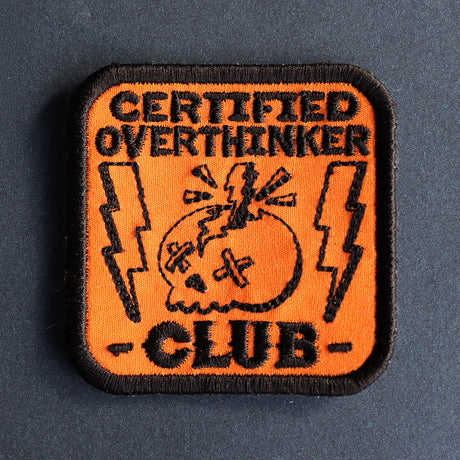 CERTIFIED
OVERTHINKER
- CLUB -